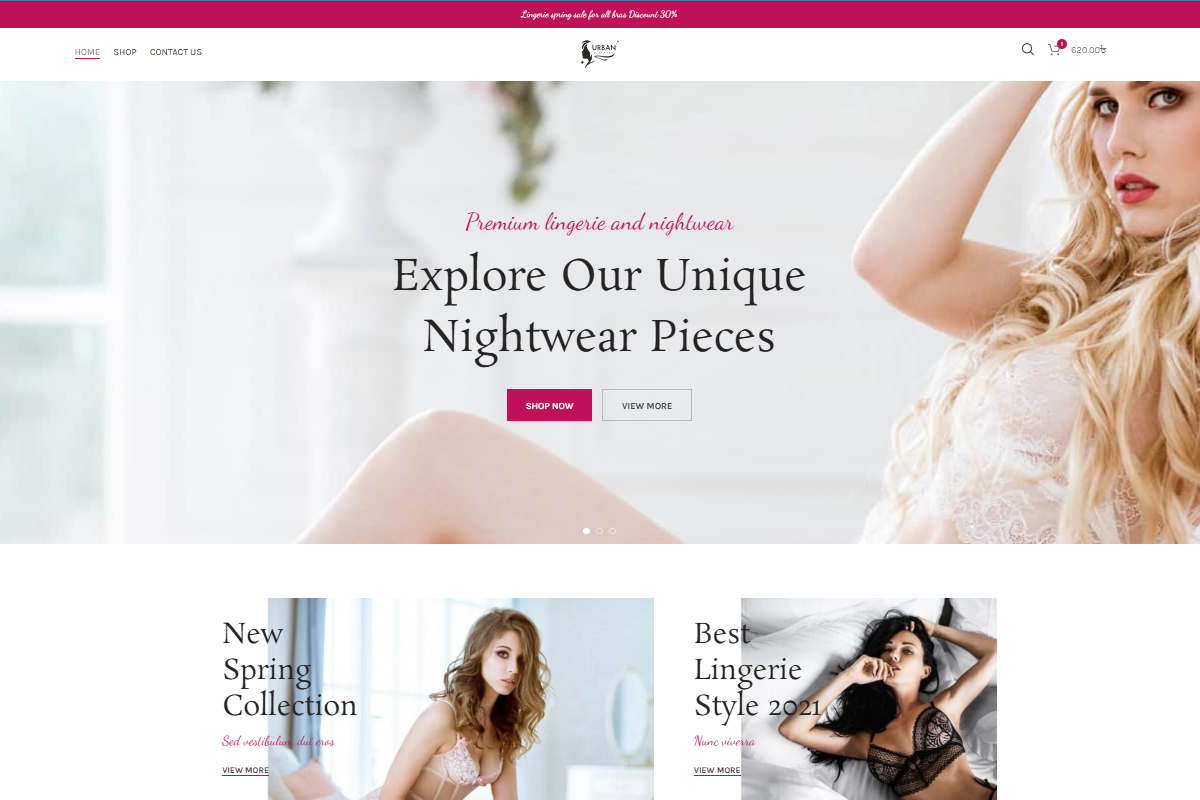 Lingerie spring sale for all bras Discount 30%
HOME SHOP CONTACT US
URBAN
1
620.00৳
Premium lingerie and nightwear
Explore Our Unique
Nightwear Pieces
SHOP NOW VIEW MORE
New
Spring
Collection
Sed vestibulum dui eros
VIEW MORE
Best
Lingerie
Style 2021
Nunc viverra
VIEW MORE